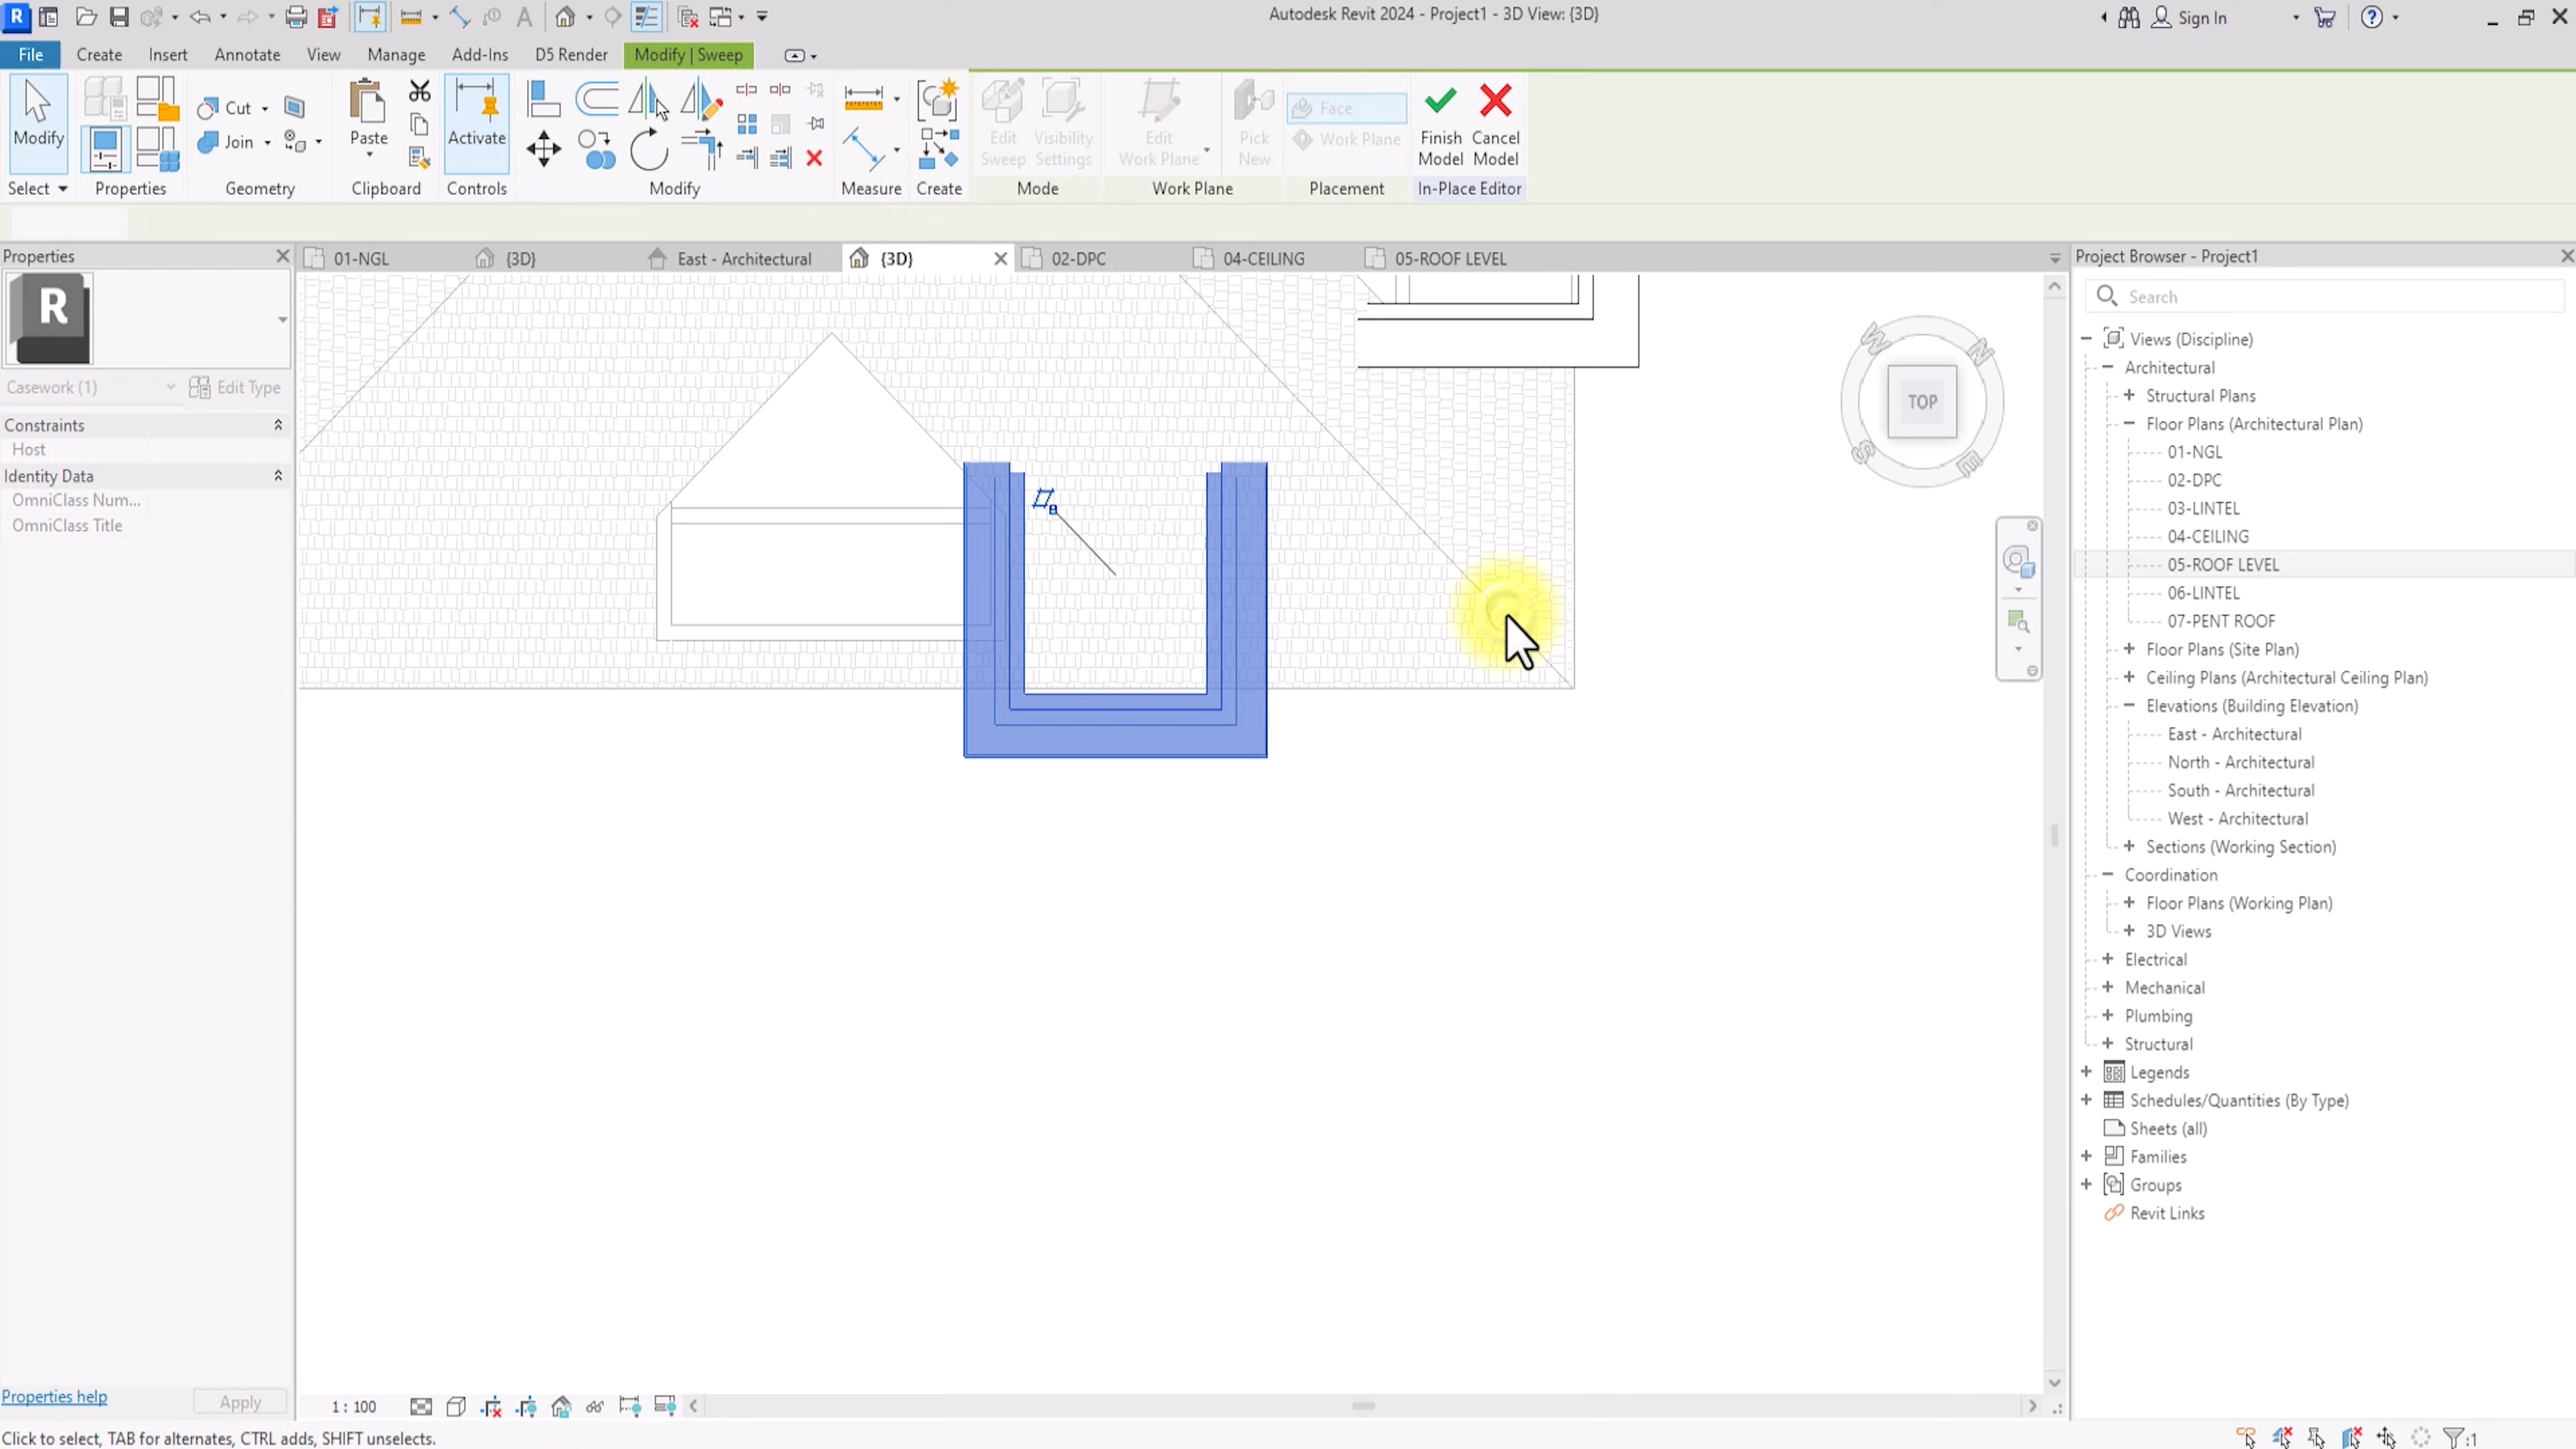 Autodesk Revit 2024 - Project1 - 3D View: {3D}
Sign In
File Create Insert Annotate View Manage Add-Ins D5 Render Modify | Sweep
Modify
Cut
Join
Paste
Activate
Edit Sweep
Visibility Settings
Edit Work Plane
Pick New
Face
Work Plane
Finish Model
Cancel Model
Select Properties Geometry Clipboard Controls Modify Measure Create Mode Work Plane Placement In-Place Editor
Properties
01-NGL {3D} East - Architectural {3D} 02-DPC 04-CEILING 05-ROOF LEVEL
Project Browser - Project1
R
Casework (1) Edit Type
Constraints
Host
Identity Data
OmniClass Num...
OmniClass Title
Properties help
Apply
W
N
TOP
S
E
Search
Views (Discipline)
Architectural
Structural Plans
Floor Plans (Architectural Plan)
01-NGL
02-DPC
03-LINTEL
04-CEILING
05-ROOF LEVEL
06-LINTEL
07-PENT ROOF
Floor Plans (Site Plan)
Ceiling Plans (Architectural Ceiling Plan)
Elevations (Building Elevation)
East - Architectural
North - Architectural
South - Architectural
West - Architectural
Sections (Working Section)
Coordination
Floor Plans (Working Plan)
3D Views
Electrical
Mechanical
Plumbing
Structural
Legends
Schedules/Quantities (By Type)
Sheets (all)
Families
Groups
Revit Links
1 : 100
Click to select, TAB for alternates, CTRL adds, SHIFT unselects.
:1